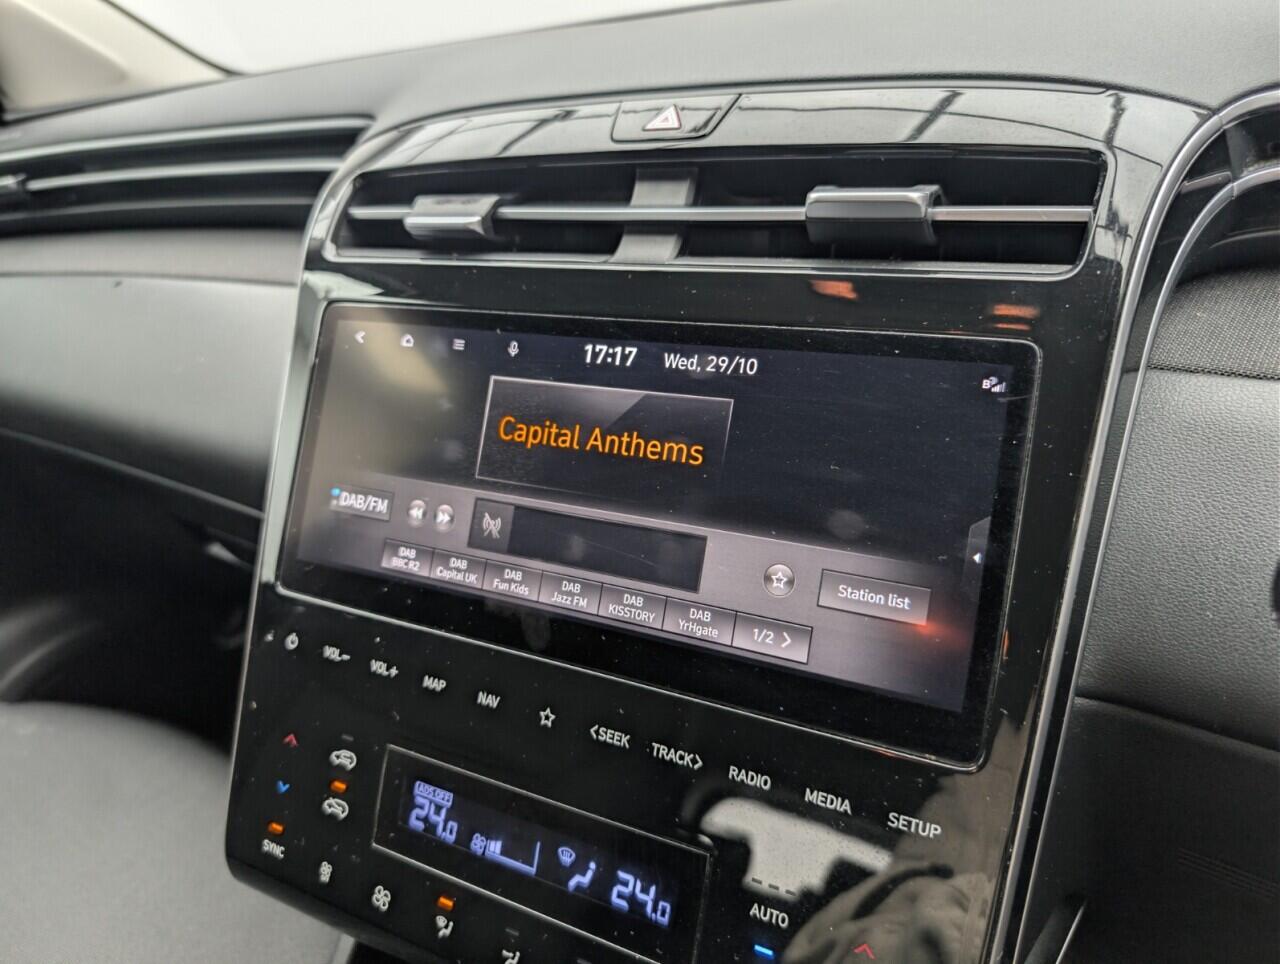 17:17 Wed, 29/10
B
Capital Anthems
DAB/FM
DAB
BBC R2
DAB
Capital UK
DAB
Fun Kids
DAB
Jazz FM
DAB
KISSTORY
DAB
YrHgate
1/2
Station list
VOL-
VOL+
MAP
NAV
<SEEK
TRACK>
RADIO
MEDIA
SETUP
ADS OFF
24.0
24.0
SYNC
AUTO